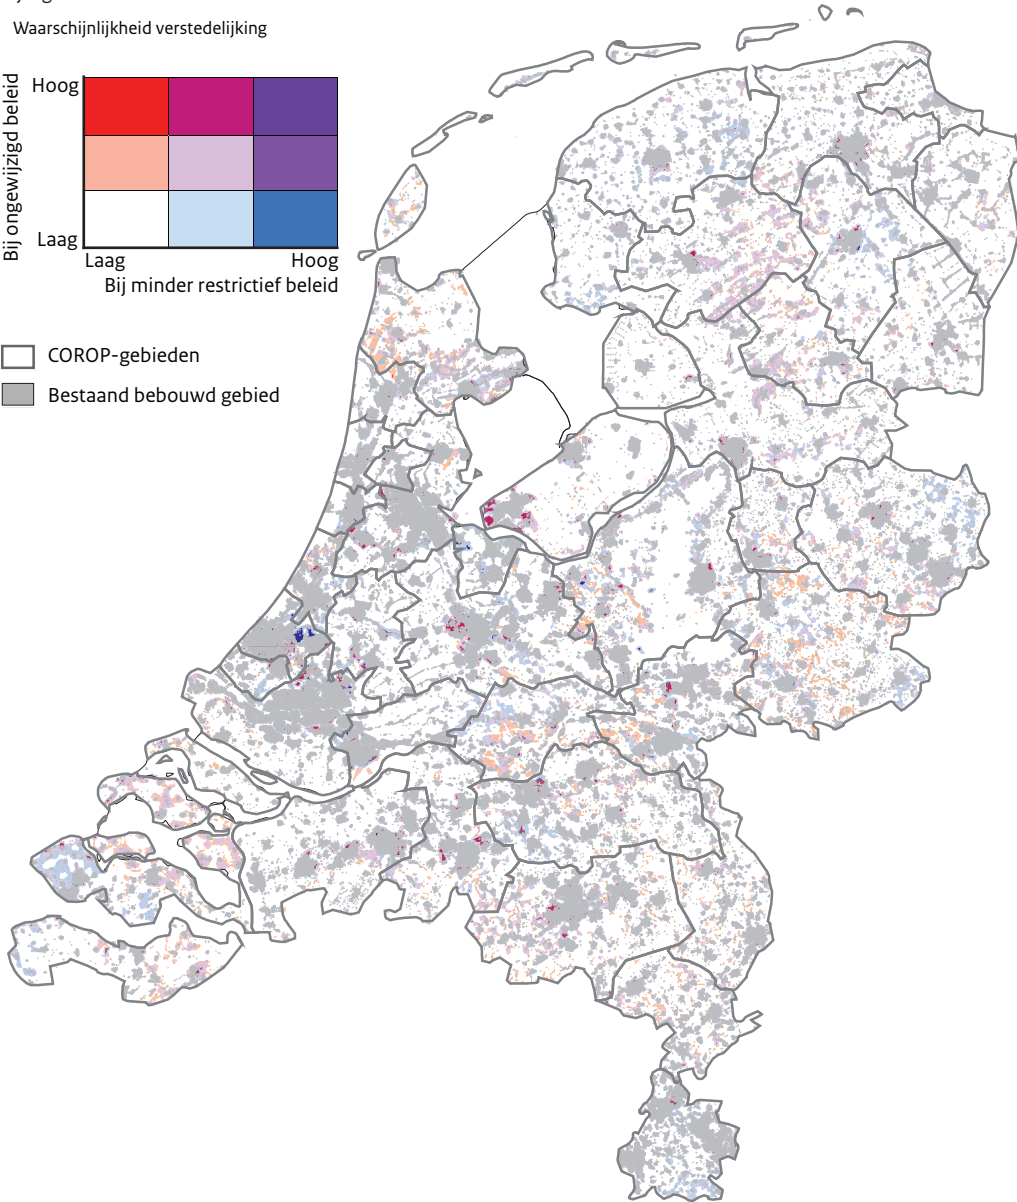 Waarschijnlijkheid verstedelijking
Bij ongewijzigd beleid
Hoog
Laag
Laag
Hoog
Bij minder restrictief beleid
COROP-gebieden
Bestaand bebouwd gebied